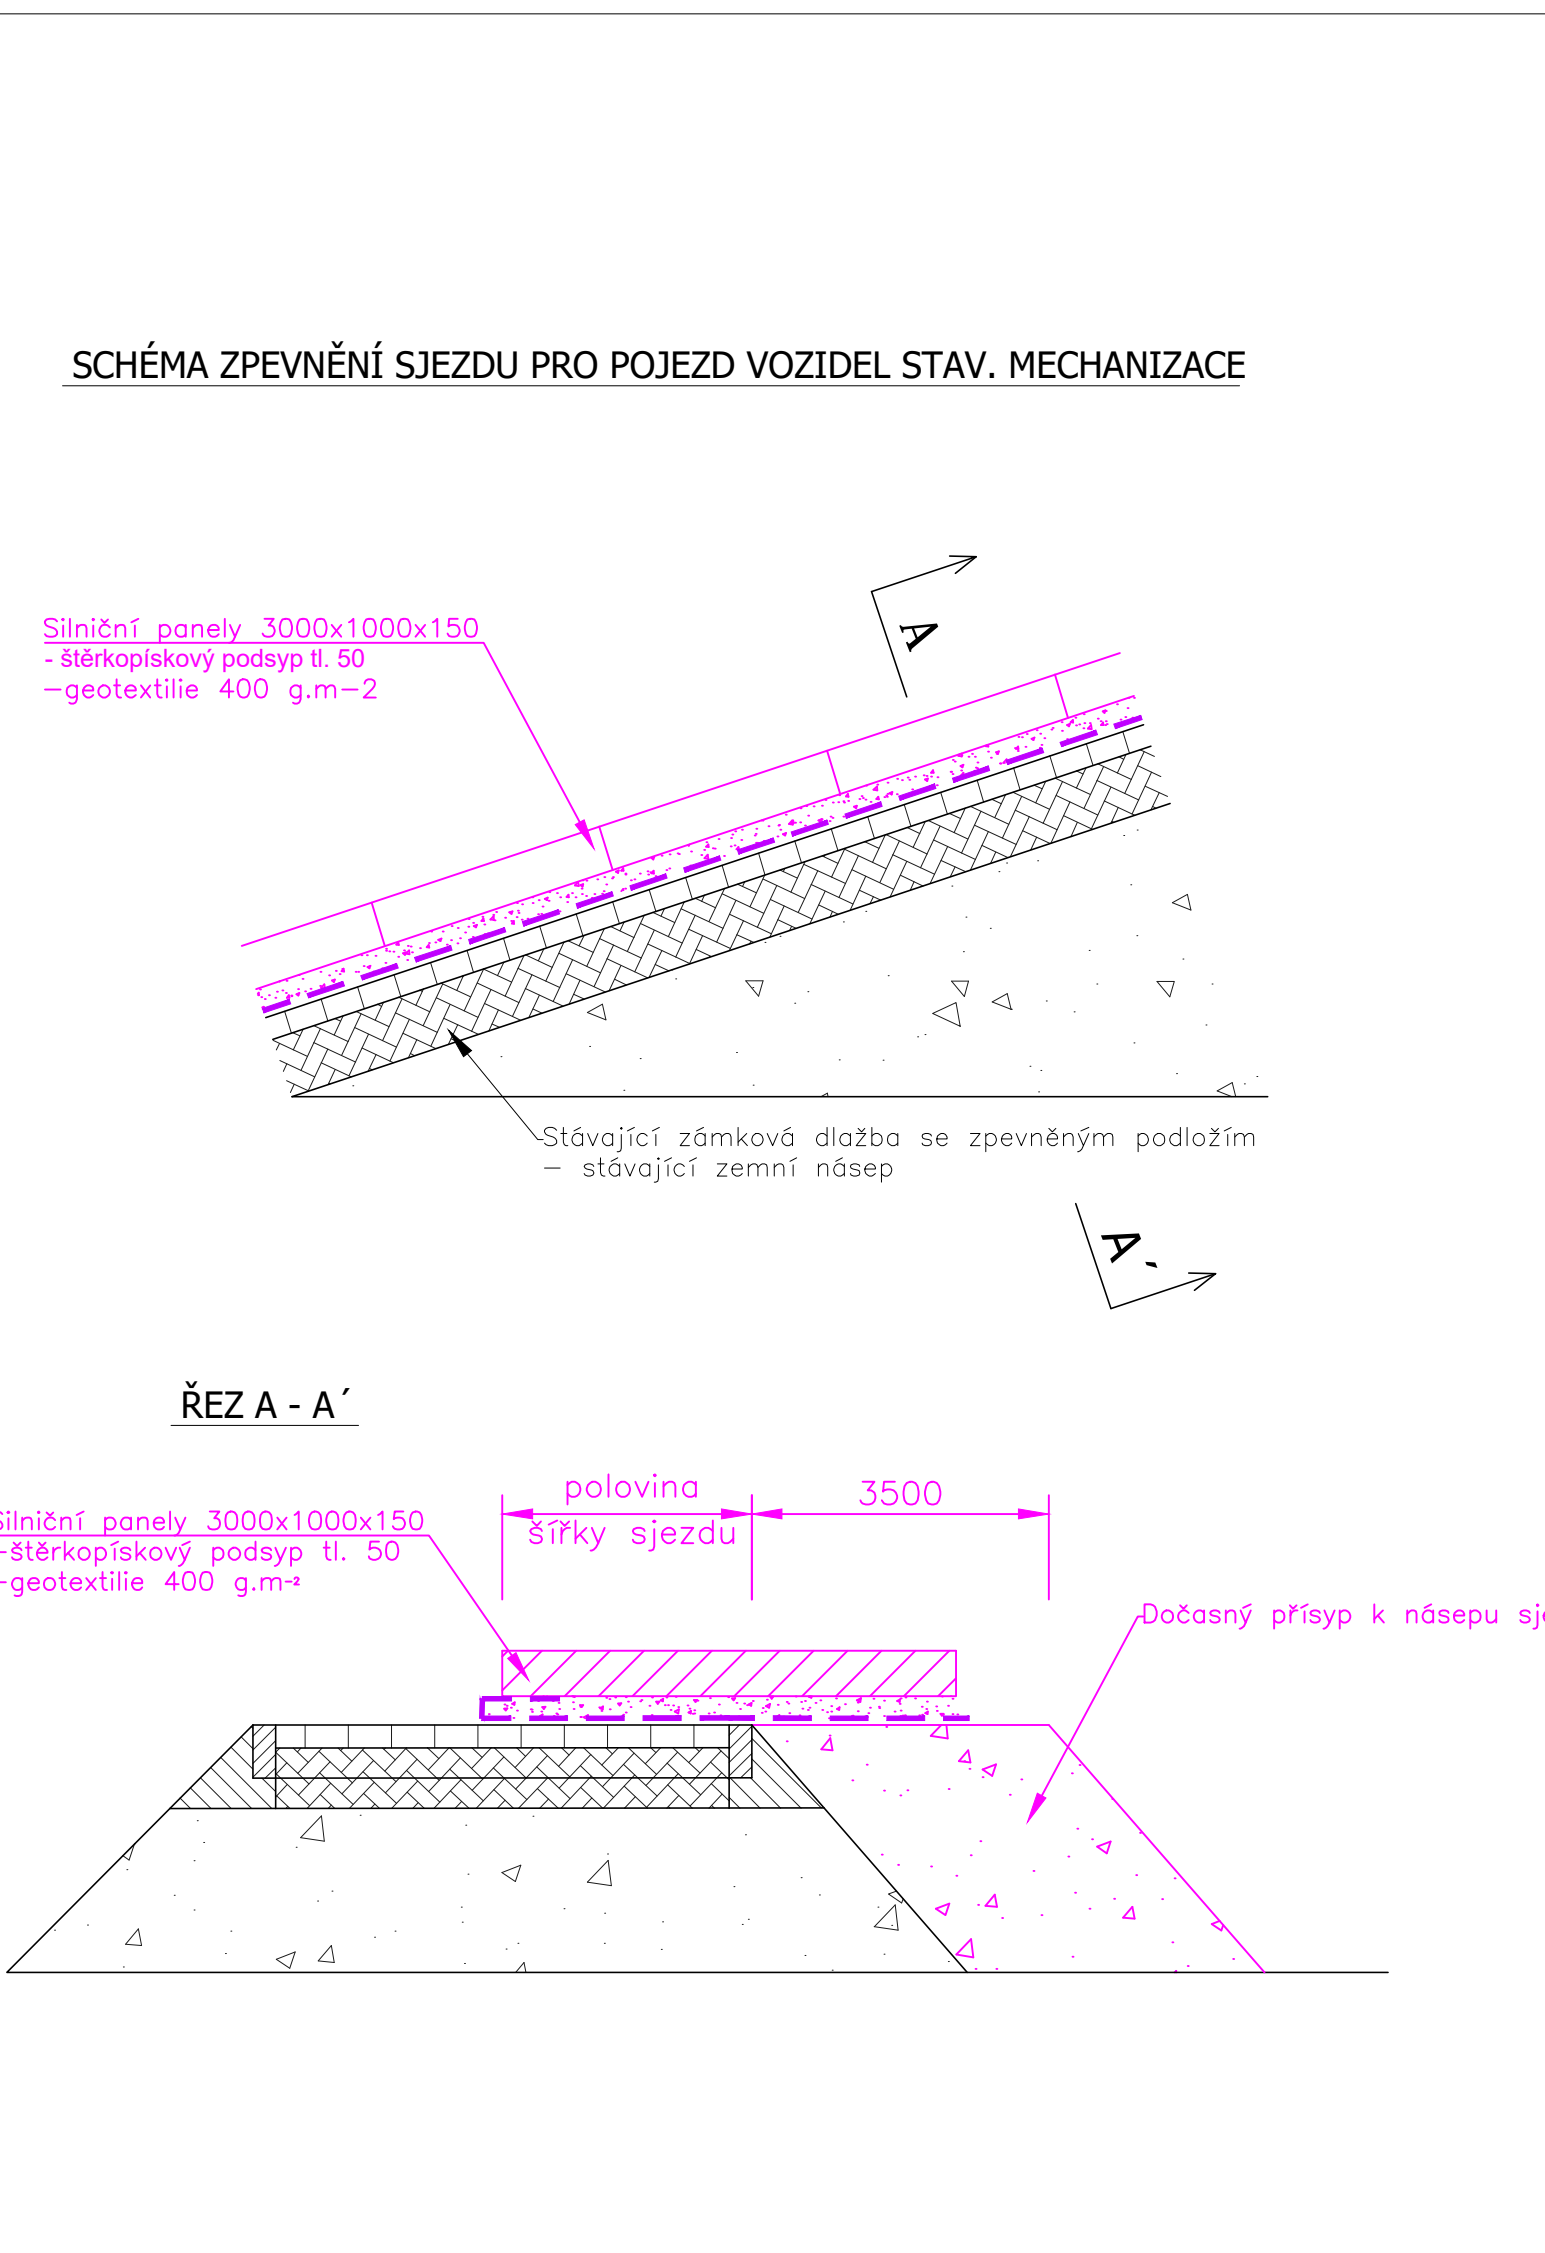 SCHÉMA ZPEVNĚNÍ SJEZDU PRO POJEZD VOZIDEL STAV. MECHANIZACE
A
Silniční panely 3000x1000x150
- štěrkopískový podsyp tl. 50
-geotextilie 400 g.m-2
Stávající zámková dlažba se zpevněným podložím
- stávající zemní násep
A´
ŘEZ A - A´
polovina
šířky sjezdu
3500
Silniční panely 3000x1000x150
-štěrkopískový podsyp tl. 50
-geotextilie 400 g.m-²
Dočasný přísyp k násepu